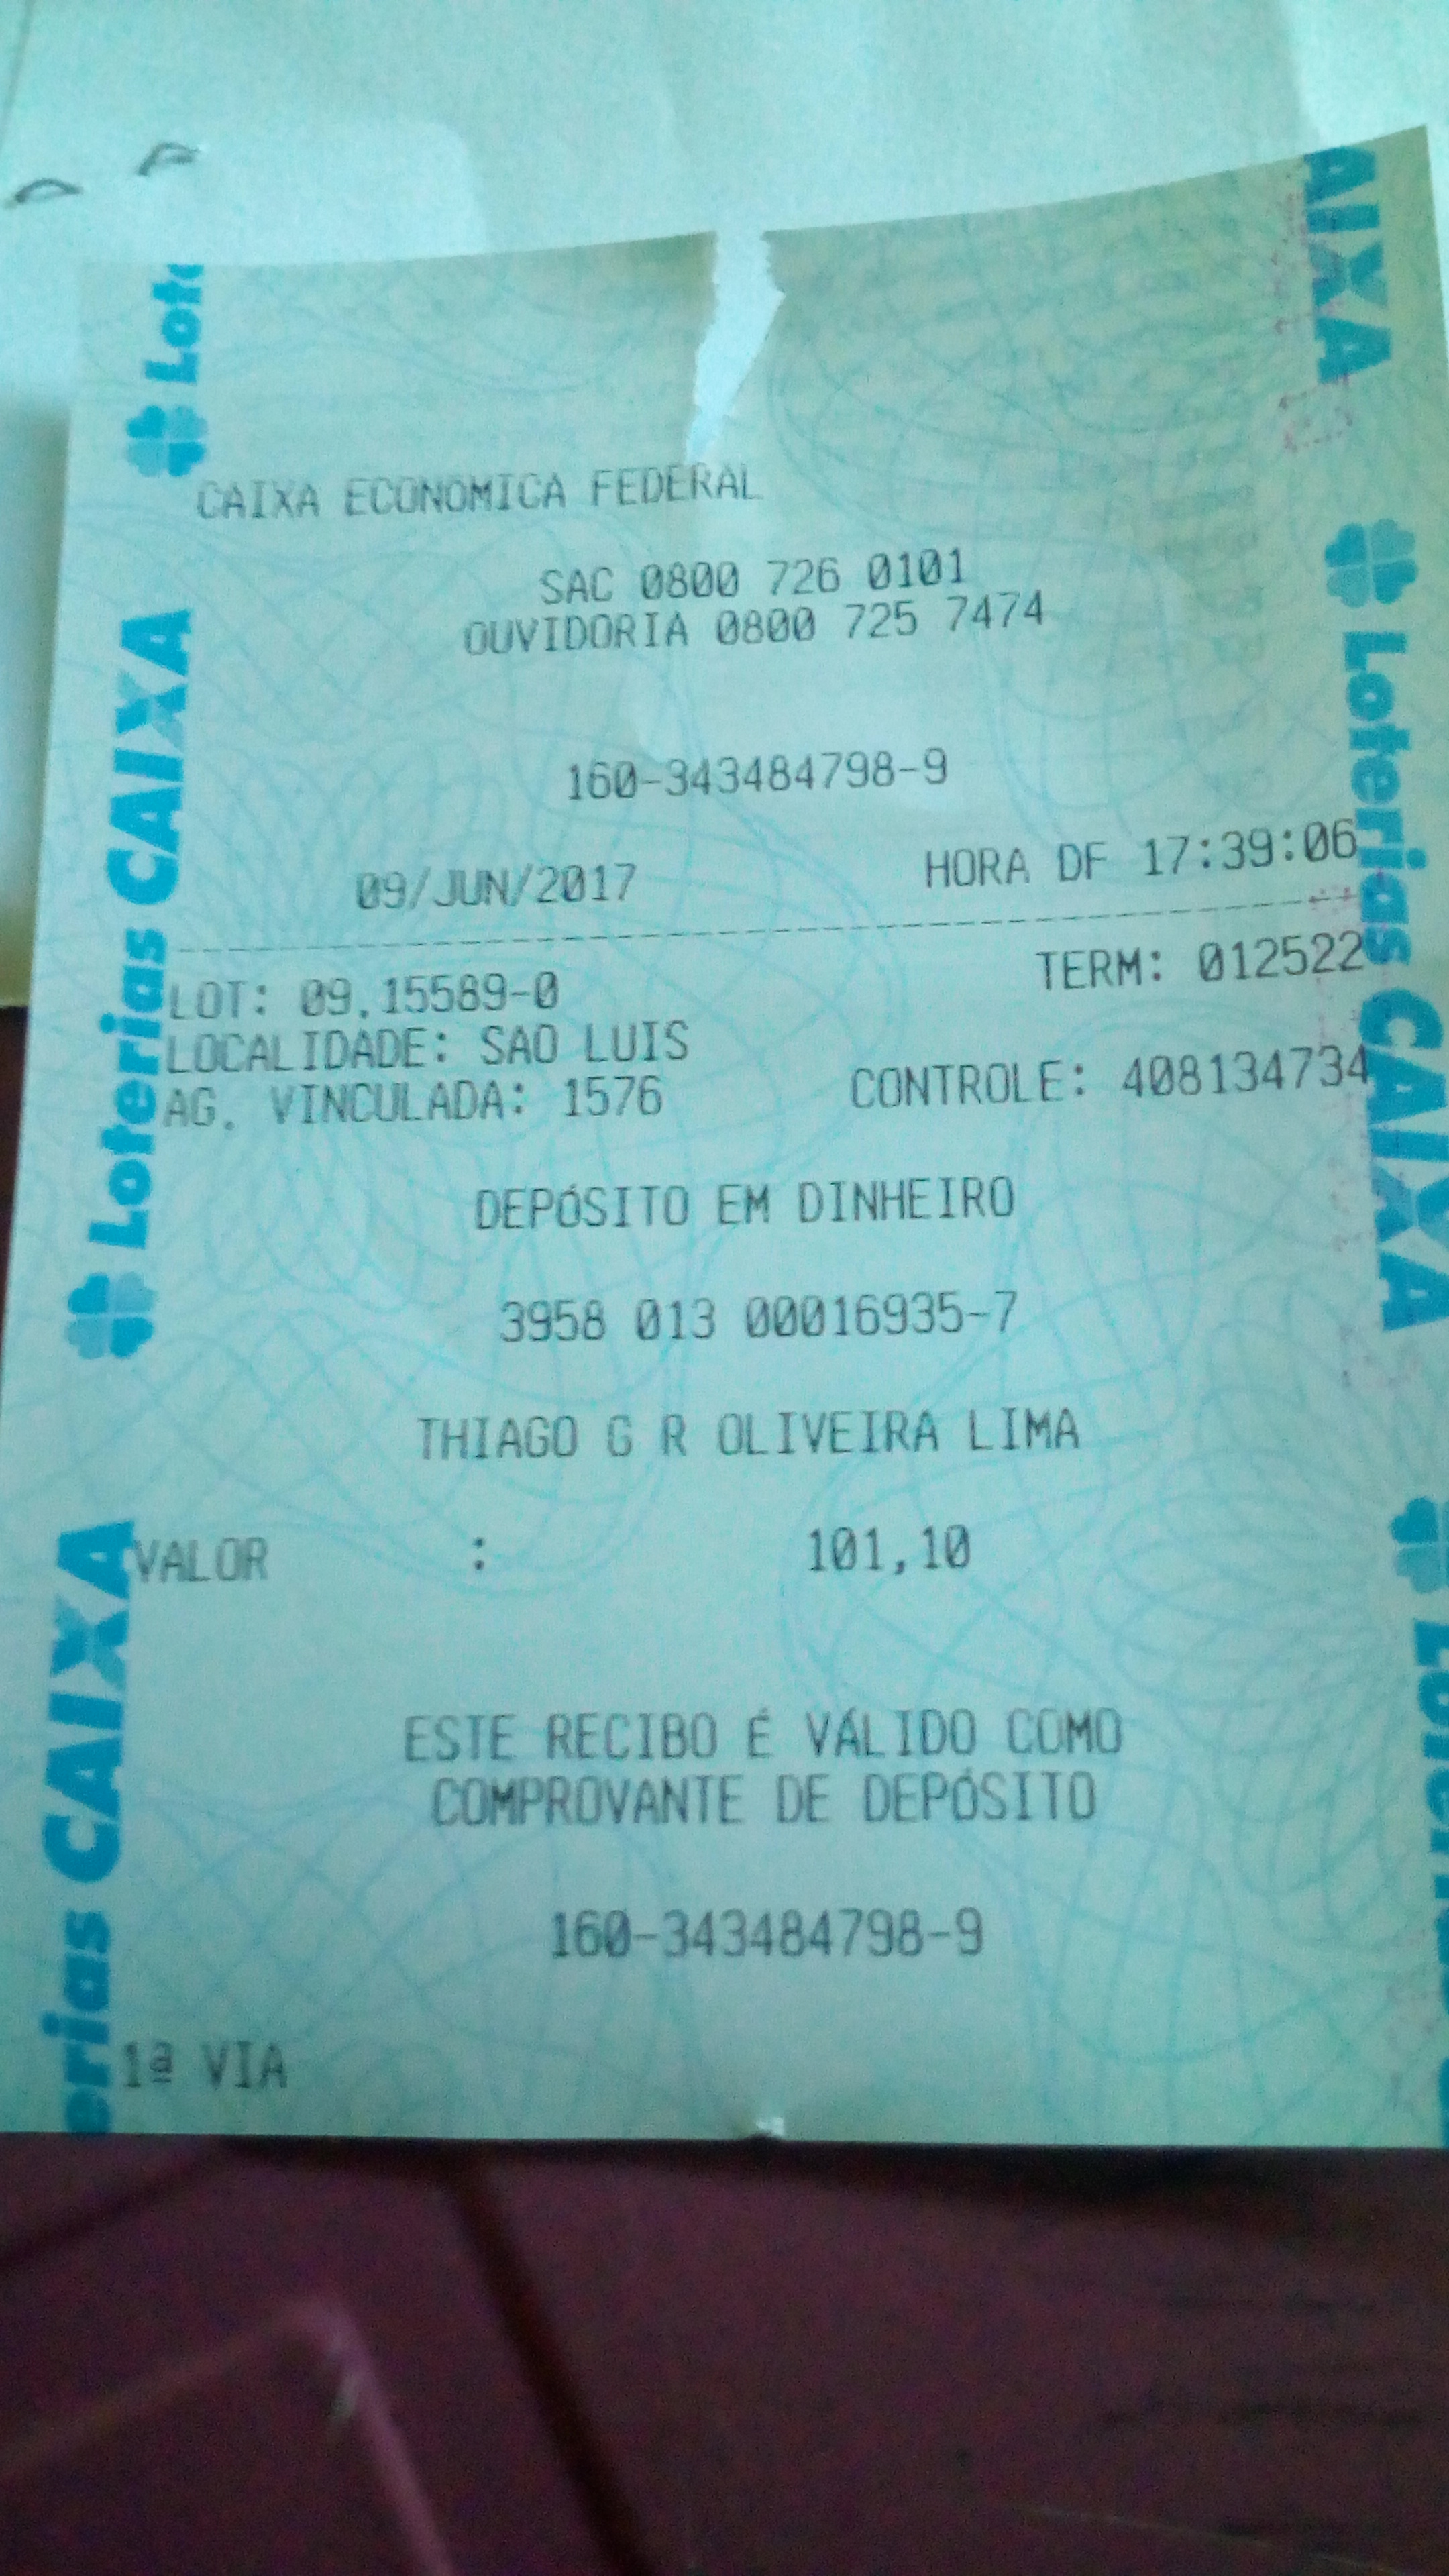 CAIXA ECONOMICA FEDERAL
SAC 0800 726 0101
OUVIDORIA 0800 725 7474
160-343484798-9
09/JUN/2017 HORA DF 17:39:06
LOT: 09.15589-0 TERM: 012522
LOCALIDADE: SAO LUIS
AG. VINCULADA: 1576 CONTROLE: 408134734
DEPÓSITO EM DINHEIRO
3958 013 00016935-7
THIAGO G R OLIVEIRA LIMA
VALOR : 101,10
ESTE RECIBO É VÁLIDO COMO
COMPROVANTE DE DEPÓSITO
160-343484798-9
1ª VIA
Loterias CAIXA
Loterias CAIXA